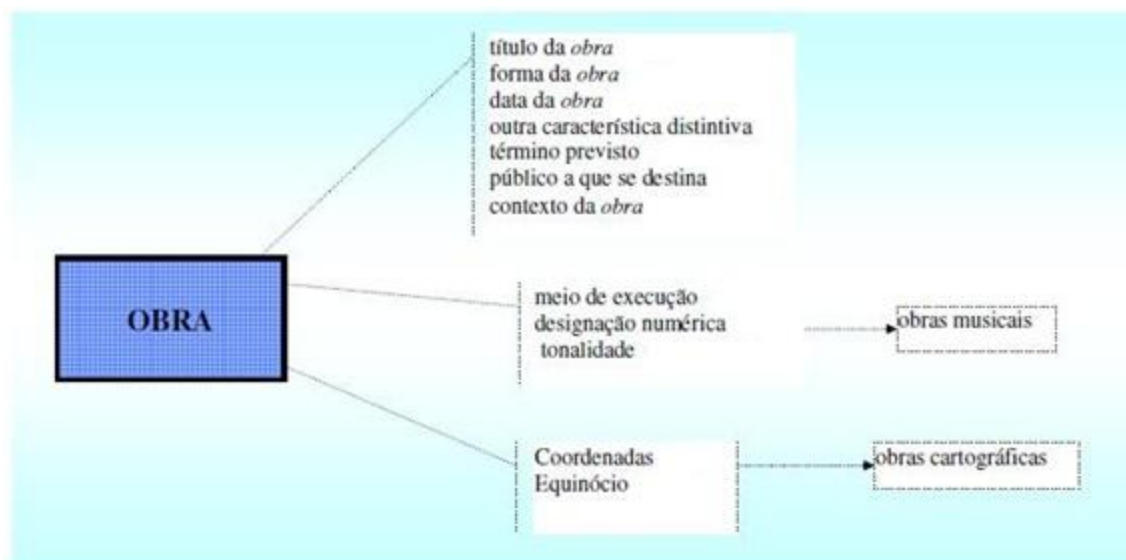 título da obra
forma da obra
data da obra
outra característica distintiva
término previsto
público a que se destina
contexto da obra
OBRA
meio de execução
designação numérica
tonalidade
obras musicais
Coordenadas
Equinócio
obras cartográficas